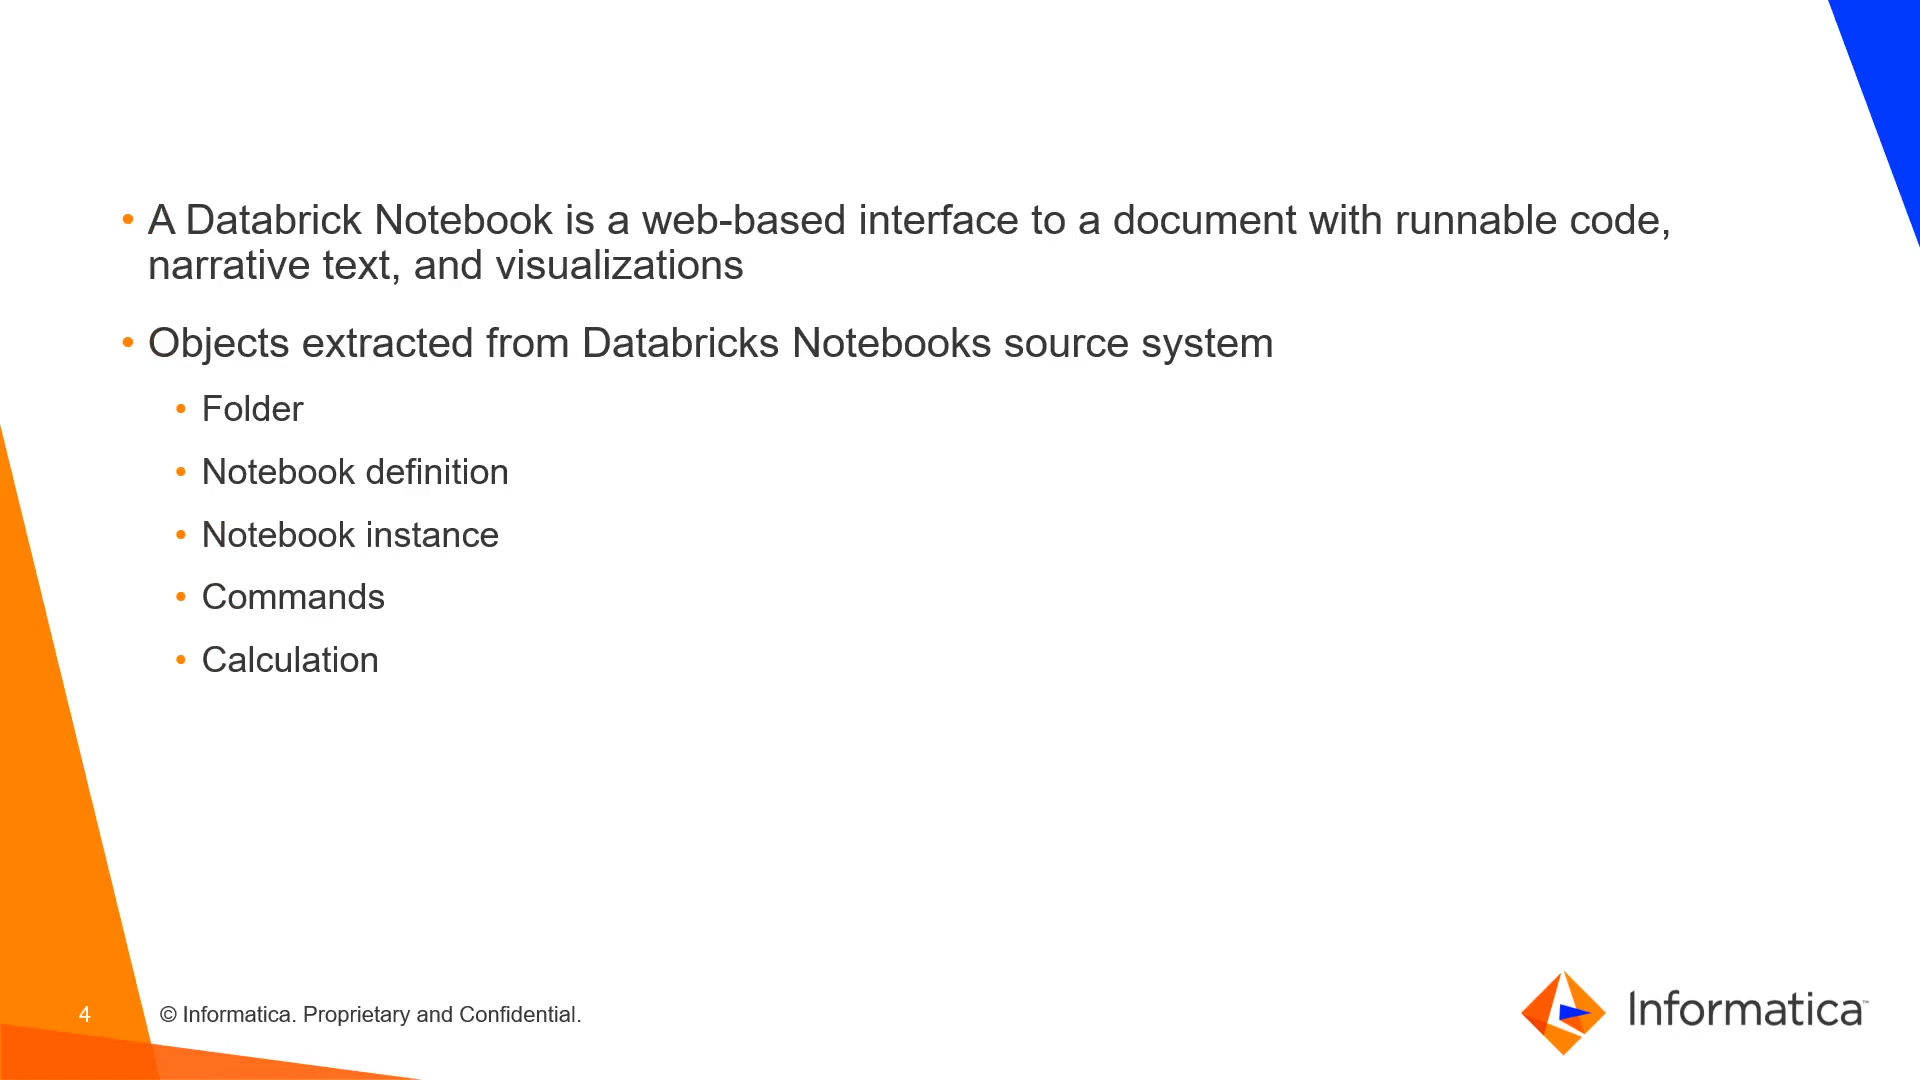 • A Databrick Notebook is a web-based interface to a document with runnable code,
narrative text, and visualizations
• Objects extracted from Databricks Notebooks source system
• Folder
• Notebook definition
• Notebook instance
• Commands
• Calculation
4
© Informatica. Proprietary and Confidential.
Informatica™